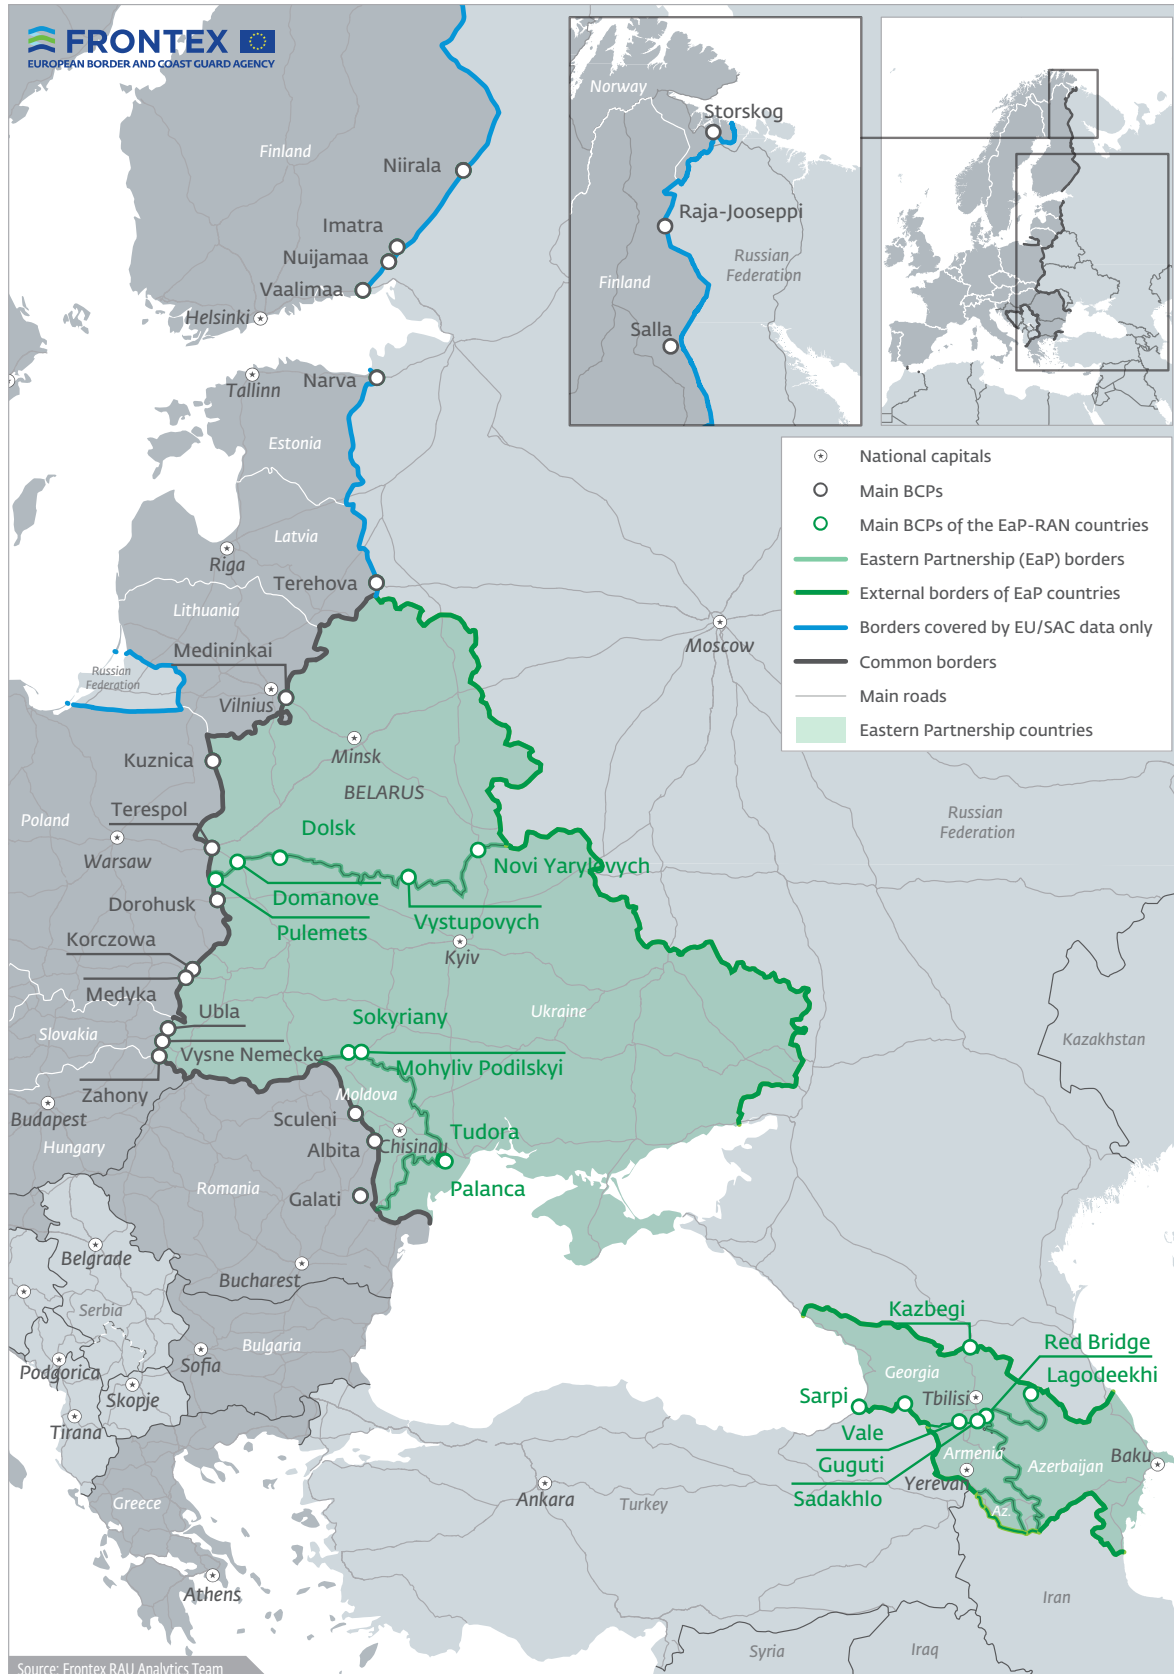 FRONTEX
EUROPEAN BORDER AND COAST GUARD AGENCY
Norway
Storskog
Finland
Niirala
Raja-Jooseppi
Imatra
Nuijamaa
Russian
Federation
Finland
Vaalimaa
Helsinki
Salla
Tallinn
Narva
Estonia
National capitals
Main BCPs
Main BCPs of the EaP-RAN countries
Eastern Partnership (EaP) borders
External borders of EaP countries
Borders covered by EU/SAC data only
Common borders
Main roads
Eastern Partnership countries
Latvia
Riga
Terehova
Lithuania
Moscow
Medininkai
Russian
Federation
Vilnius
Minsk
Kuznica
BELARUS
Terespol
Poland
Dolsk
Russian
Federation
Warsaw
Novi Yarylovych
Domanove
Dorohusk
Vystupovych
Pulemets
Korczowa
Kyiv
Medyka
Ubla
Sokyriany
Ukraine
Slovakia
Vysne Nemecke
Mohyliv Podilskyi
Kazakhstan
Zahony
Moldova
Budapest
Sculeni
Hungary
Albita
Chisinau
Tudora
Romania
Galati
Palanca
Belgrade
Bucharest
Serbia
Kazbegi
Bulgaria
Red Bridge
Sofia
Podgorica
Georgia
Lagodeekhi
Skopje
Sarpi
Tbilisi
Tirana
Vale
Armenia
Baku
Guguti
Azerbaijan
Yerevan
Sadakhlo
Ankara
Greece
Turkey
Az.
Athens
Iran
Syria
Iraq
Source: Frontex RAU Analytics Team